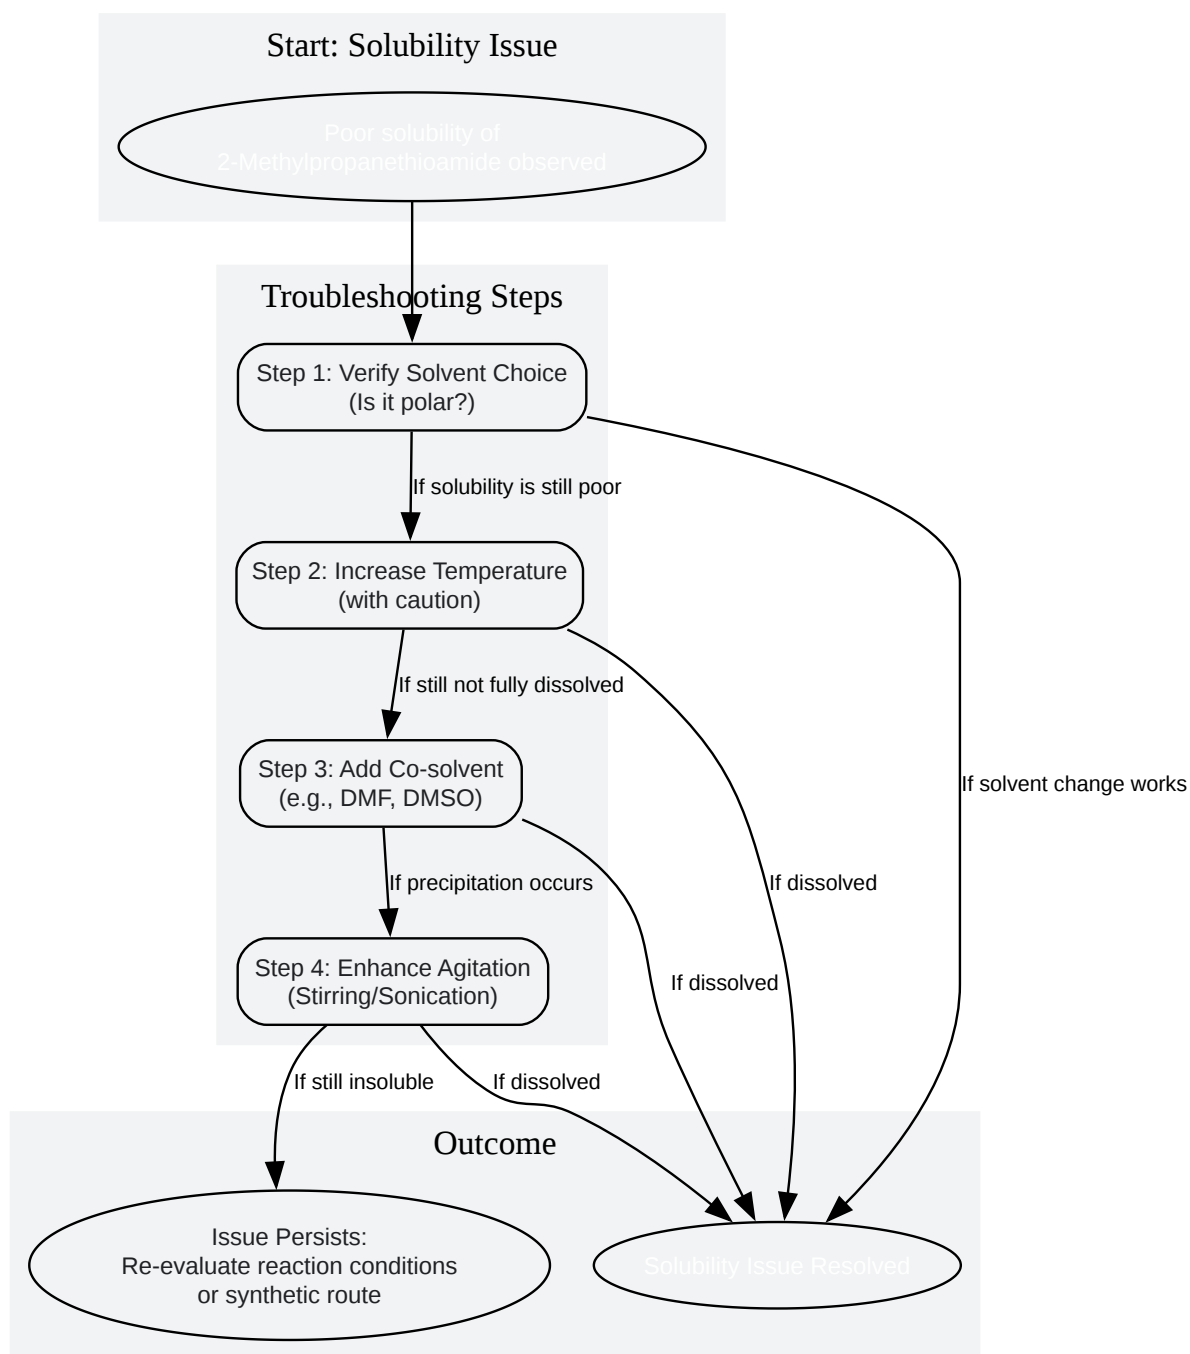 Start: Solubility Issue
Poor solubility of
2-Methylpropanethioamide observed
Troubleshooting Steps
Step 1: Verify Solvent Choice
(Is it polar?)
If solubility is still poor
Step 2: Increase Temperature
(with caution)
If still not fully dissolved
Step 3: Add Co-solvent
(e.g., DMF, DMSO)
If solvent change works
If precipitation occurs
If dissolved
Step 4: Enhance Agitation
(Stirring/Sonication)
If dissolved
If still insoluble
If dissolved
Outcome
Issue Persists:
Re-evaluate reaction conditions
or synthetic route
Solubility Issue Resolved